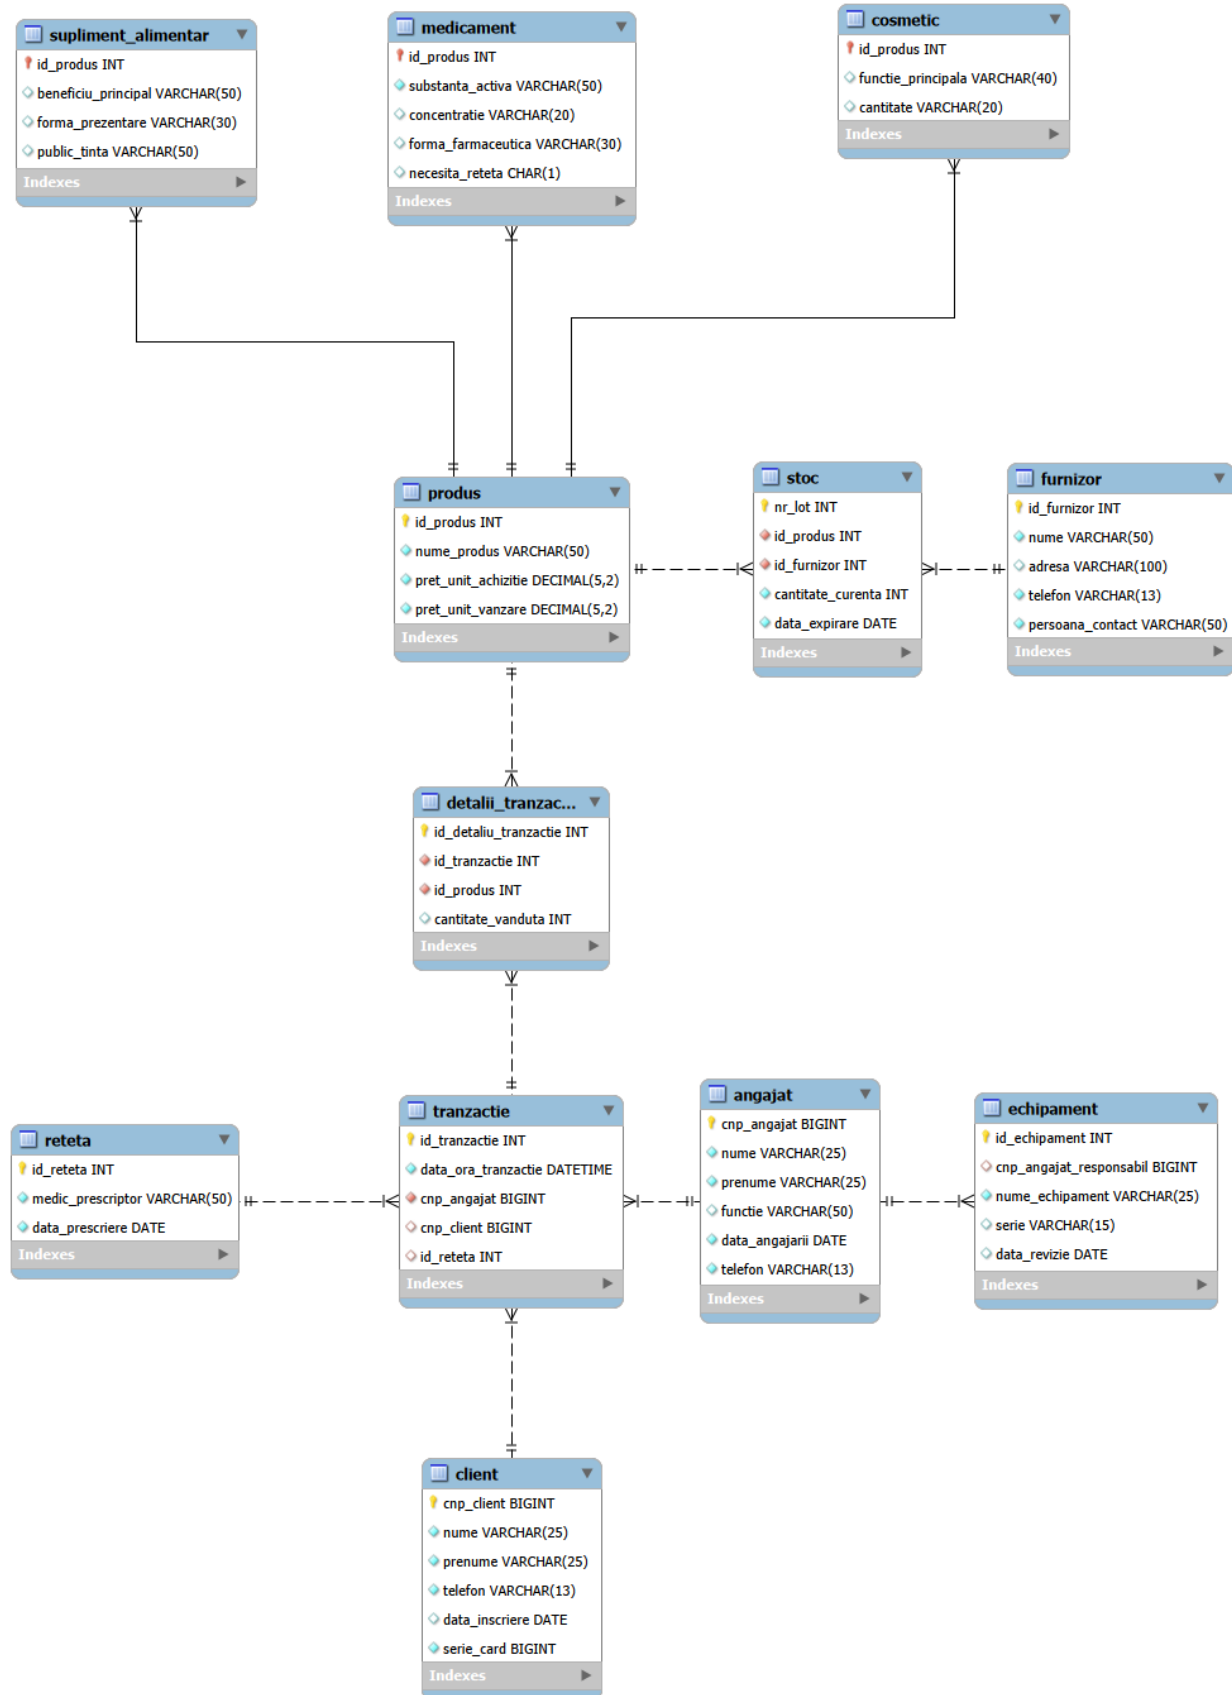 supliment_alimentar
id_produs INT
beneficiu_principal VARCHAR(50)
forma_prezentare VARCHAR(30)
public_tinta VARCHAR(50)
Indexes
medicament
id_produs INT
substanta_activa VARCHAR(50)
concentratie VARCHAR(20)
forma_farmaceutica VARCHAR(30)
necesita_reteta CHAR(1)
Indexes
cosmetic
id_produs INT
functie_principala VARCHAR(40)
cantitate VARCHAR(20)
Indexes
produs
id_produs INT
nume_produs VARCHAR(50)
pret_unit_achizitie DECIMAL(5,2)
pret_unit_vanzare DECIMAL(5,2)
Indexes
stoc
nr_lot INT
id_produs INT
id_furnizor INT
cantitate_curenta INT
data_expirare DATE
Indexes
furnizor
id_furnizor INT
nume VARCHAR(50)
adresa VARCHAR(100)
telefon VARCHAR(13)
persoana_contact VARCHAR(50)
Indexes
detalii_tranzac...
id_detaliu_tranzactie INT
id_tranzactie INT
id_produs INT
cantitate_vanduta INT
Indexes
reteta
id_reteta INT
medic_prescriptor VARCHAR(50)
data_prescriere DATE
Indexes
tranzactie
id_tranzactie INT
data_ora_tranzactie DATETIME
cnp_angajat BIGINT
cnp_client BIGINT
id_reteta INT
Indexes
angajat
cnp_angajat BIGINT
nume VARCHAR(25)
prenume VARCHAR(25)
functie VARCHAR(50)
data_angajarii DATE
telefon VARCHAR(13)
Indexes
echipament
id_echipament INT
cnp_angajat_responsabil BIGINT
nume_echipament VARCHAR(25)
serie VARCHAR(15)
data_revizie DATE
Indexes
client
cnp_client BIGINT
nume VARCHAR(25)
prenume VARCHAR(25)
telefon VARCHAR(13)
data_inscriere DATE
serie_card BIGINT
Indexes